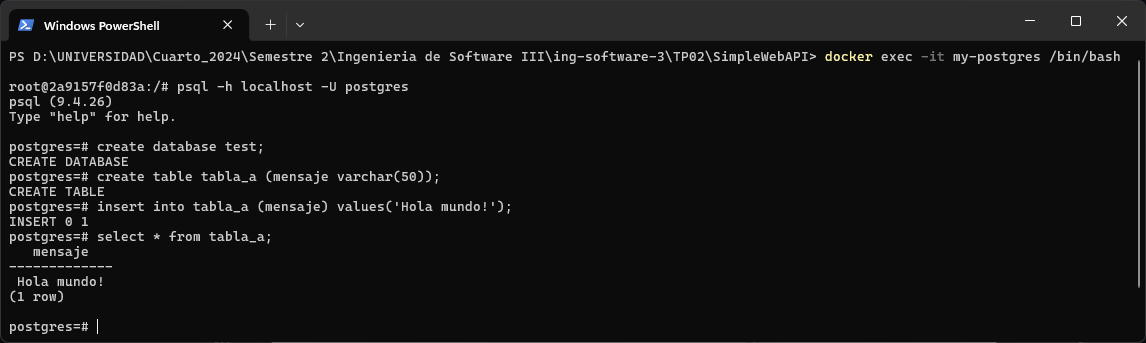 Windows PowerShell
PS D:\UNIVERSIDAD\Cuarto_2024\Semestre 2\Ingenieria de Software III\ing-software-3\TP02\SimpleWebAPI> docker exec -it my-postgres /bin/bash
root@2a9157f0d83a:/# psql -h localhost -U postgres
psql (9.4.26)
Type "help" for help.
postgres=# create database test;
CREATE DATABASE
postgres=# create table tabla_a (mensaje varchar(50));
CREATE TABLE
postgres=# insert into tabla_a (mensaje) values('Hola mundo!');
INSERT 0 1
postgres=# select * from tabla_a;
   mensaje
-------------
 Hola mundo!
(1 row)
postgres=#